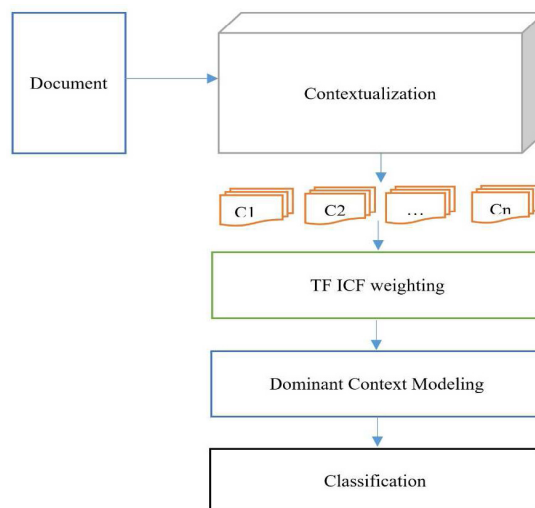 Document
Contextualization
C1
C2
...
Cn
TF ICF weighting
Dominant Context Modeling
Classification